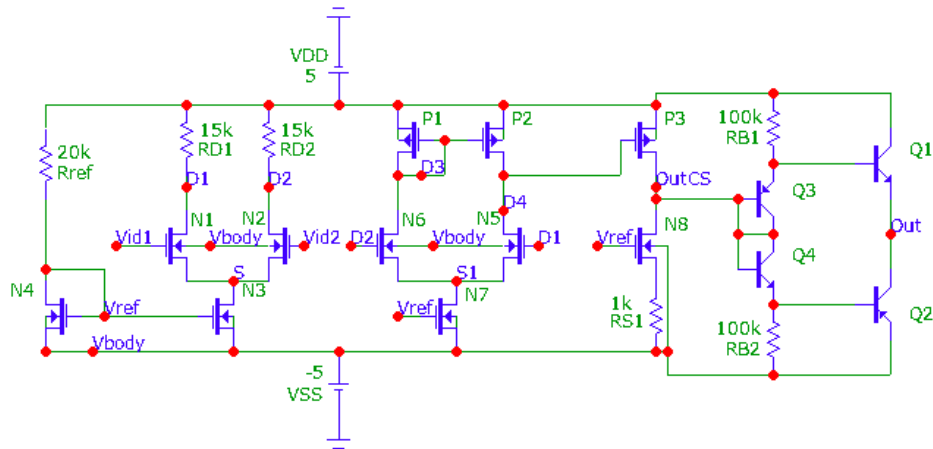 VDD
5
P1
P2
P3
100k
RB1
Q1
15k
RD1
15k
RD2
20k
Rref
D1
D2
D3
OutCS
Q3
D4
N1
N2
N6
N5
N8
Vid1
Vbody
Vid2
D2
Vbody
D1
Vref
Out
Q4
S
S1
N4
Vref
N3
Vref
N7
1k
RS1
100k
RB2
Q2
Vbody
-5
VSS